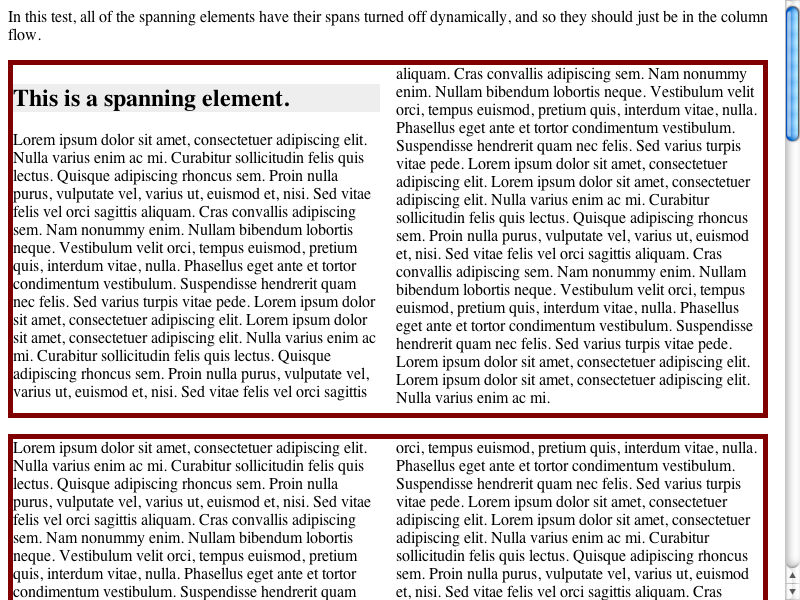 In this test, all of the spanning elements have their spans turned off dynamically, and so they should just be in the column
flow.
This is a spanning element.
Lorem ipsum dolor sit amet, consectetuer adipiscing elit.
Nulla varius enim ac mi. Curabitur sollicitudin felis quis
lectus. Quisque adipiscing rhoncus sem. Proin nulla
purus, vulputate vel, varius ut, euismod et, nisi. Sed vitae
felis vel orci sagittis aliquam. Cras convallis adipiscing
sem. Nam nonummy enim. Nullam bibendum lobortis
neque. Vestibulum velit orci, tempus euismod, pretium
quis, interdum vitae, nulla. Phasellus eget ante et tortor
condimentum vestibulum. Suspendisse hendrerit quam
nec felis. Sed varius turpis vitae pede. Lorem ipsum dolor
sit amet, consectetuer adipiscing elit. Lorem ipsum dolor
sit amet, consectetuer adipiscing elit. Nulla varius enim ac
mi. Curabitur sollicitudin felis quis lectus. Quisque
adipiscing rhoncus sem. Proin nulla purus, vulputate vel,
varius ut, euismod et, nisi. Sed vitae felis vel orci sagittis
aliquam. Cras convallis adipiscing sem. Nam nonummy
enim. Nullam bibendum lobortis neque. Vestibulum velit
orci, tempus euismod, pretium quis, interdum vitae, nulla.
Phasellus eget ante et tortor condimentum vestibulum.
Suspendisse hendrerit quam nec felis. Sed varius turpis
vitae pede. Lorem ipsum dolor sit amet, consectetuer
adipiscing elit. Lorem ipsum dolor sit amet, consectetuer
adipiscing elit. Nulla varius enim ac mi. Curabitur
sollicitudin felis quis lectus. Quisque adipiscing rhoncus
sem. Proin nulla purus, vulputate vel, varius ut, euismod
et, nisi. Sed vitae felis vel orci sagittis aliquam. Cras
convallis adipiscing sem. Nam nonummy enim. Nullam
bibendum lobortis neque. Vestibulum velit orci, tempus
euismod, pretium quis, interdum vitae, nulla. Phasellus
eget ante et tortor condimentum vestibulum. Suspendisse
hendrerit quam nec felis. Sed varius turpis vitae pede.
Lorem ipsum dolor sit amet, consectetuer adipiscing elit.
Lorem ipsum dolor sit amet, consectetuer adipiscing elit.
Nulla varius enim ac mi.
Lorem ipsum dolor sit amet, consectetuer adipiscing elit.
Nulla varius enim ac mi. Curabitur sollicitudin felis quis
lectus. Quisque adipiscing rhoncus sem. Proin nulla
purus, vulputate vel, varius ut, euismod et, nisi. Sed vitae
felis vel orci sagittis aliquam. Cras convallis adipiscing
sem. Nam nonummy enim. Nullam bibendum lobortis
neque. Vestibulum velit orci, tempus euismod, pretium
quis, interdum vitae, nulla. Phasellus eget ante et tortor
condimentum vestibulum. Suspendisse hendrerit quam
orci, tempus euismod, pretium quis, interdum vitae, nulla.
Phasellus eget ante et tortor condimentum vestibulum.
Suspendisse hendrerit quam nec felis. Sed varius turpis
vitae pede. Lorem ipsum dolor sit amet, consectetuer
adipiscing elit. Lorem ipsum dolor sit amet, consectetuer
adipiscing elit. Nulla varius enim ac mi. Curabitur
sollicitudin felis quis lectus. Quisque adipiscing rhoncus
sem. Proin nulla purus, vulputate vel, varius ut, euismod
et, nisi. Sed vitae felis vel orci sagittis aliquam. Cras